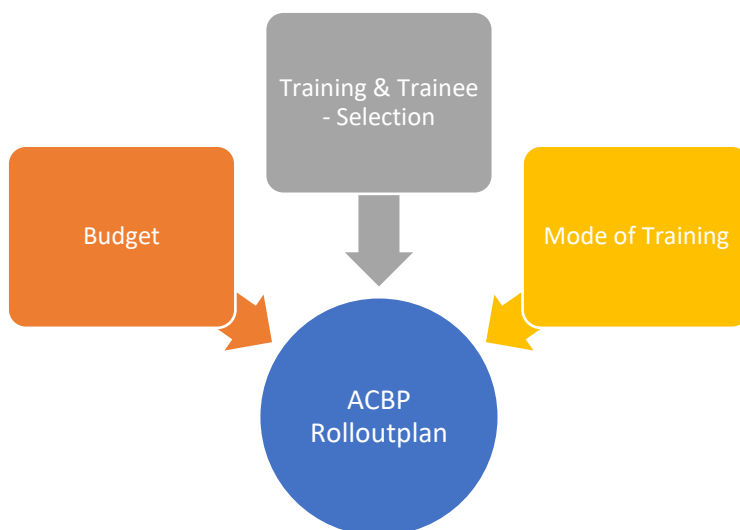 Training & Trainee
- Selection
Budget
Mode of Training
ACBP
Rolloutplan